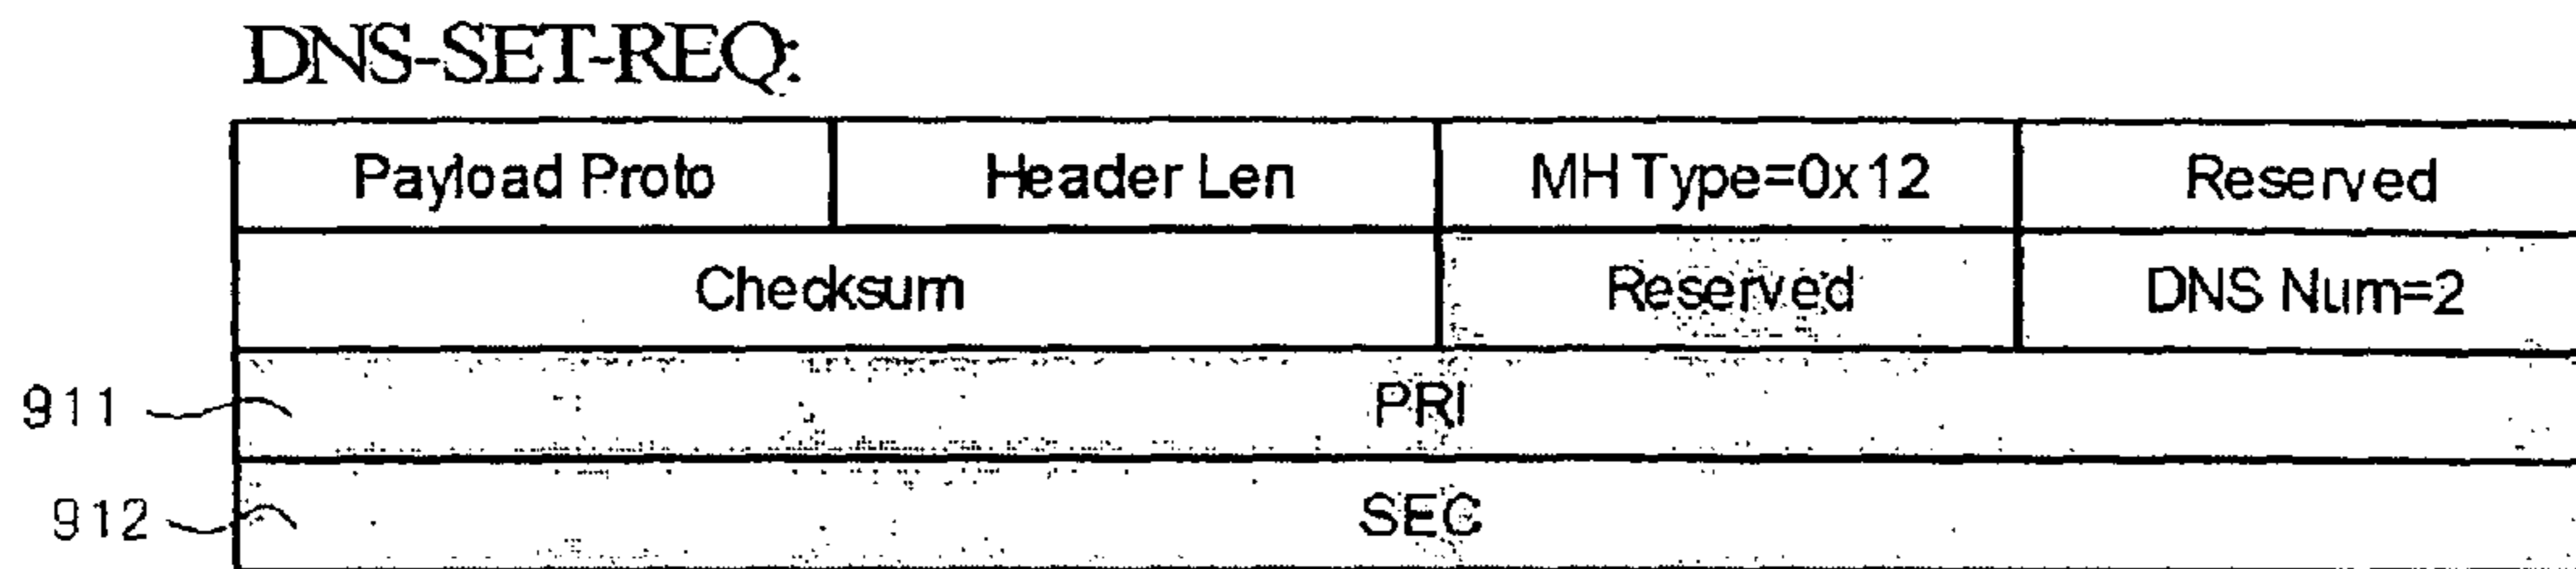 DNS-SET-REQ:
Payload Proto Header Len MH Type=0x12 Reserved
Checksum Reserved DNS Num=2
911 PRI
912 SEC